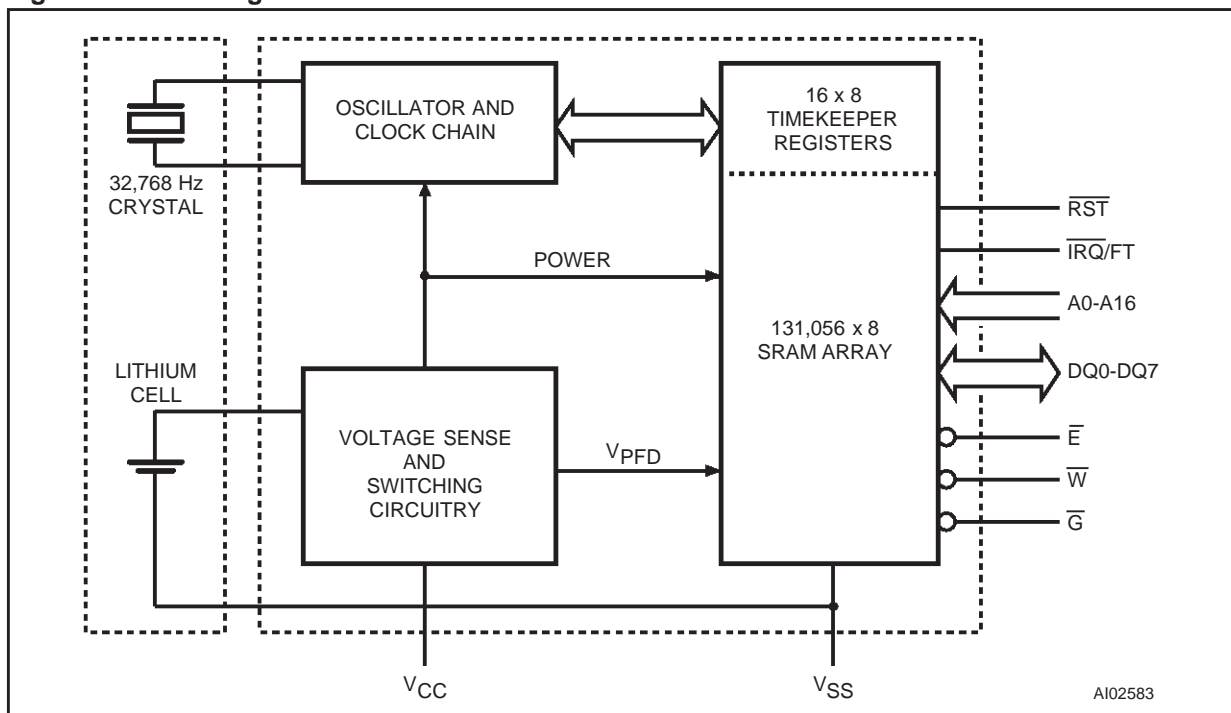 OSCILLATOR AND
CLOCK CHAIN
16 x 8
TIMEKEEPER
REGISTERS
32,768 Hz
CRYSTAL
RST
IRQ/FT
POWER
A0-A16
131,056 x 8
SRAM ARRAY
LITHIUM
CELL
DQ0-DQ7
VOLTAGE SENSE
AND
SWITCHING
CIRCUITRY
VPFD
E
W
G
VCC
VSS
AI02583